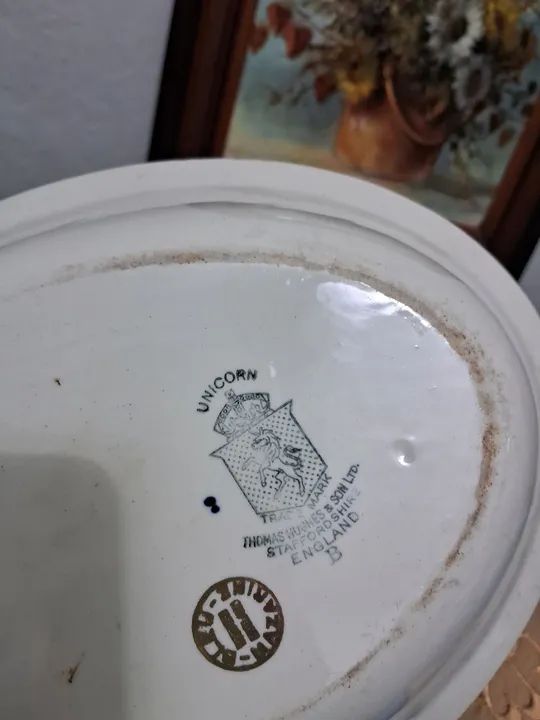 UNICORN
TRADE MARK
THOMAS HUGHES & SON LTD.
STAFFORDSHIRE
ENGLAND
B